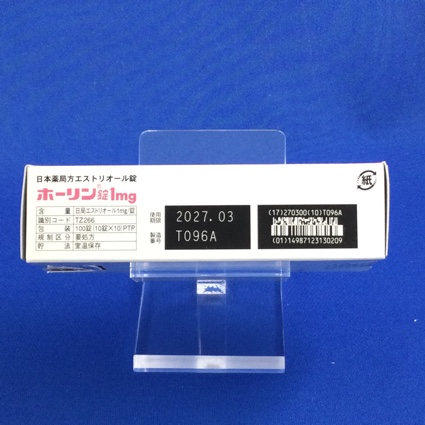 日本薬局方エストリオール錠
ホーリン®錠1mg
含量 日局エストリオール1mg/錠
識別コード TZ266
包装 100錠(10錠×10)PTP
規制区分 要処方
貯法 室温保存
使用期限 2027.03
製造番号 T096A
(17)270300(10)T096A
(01)14987123130209
紙